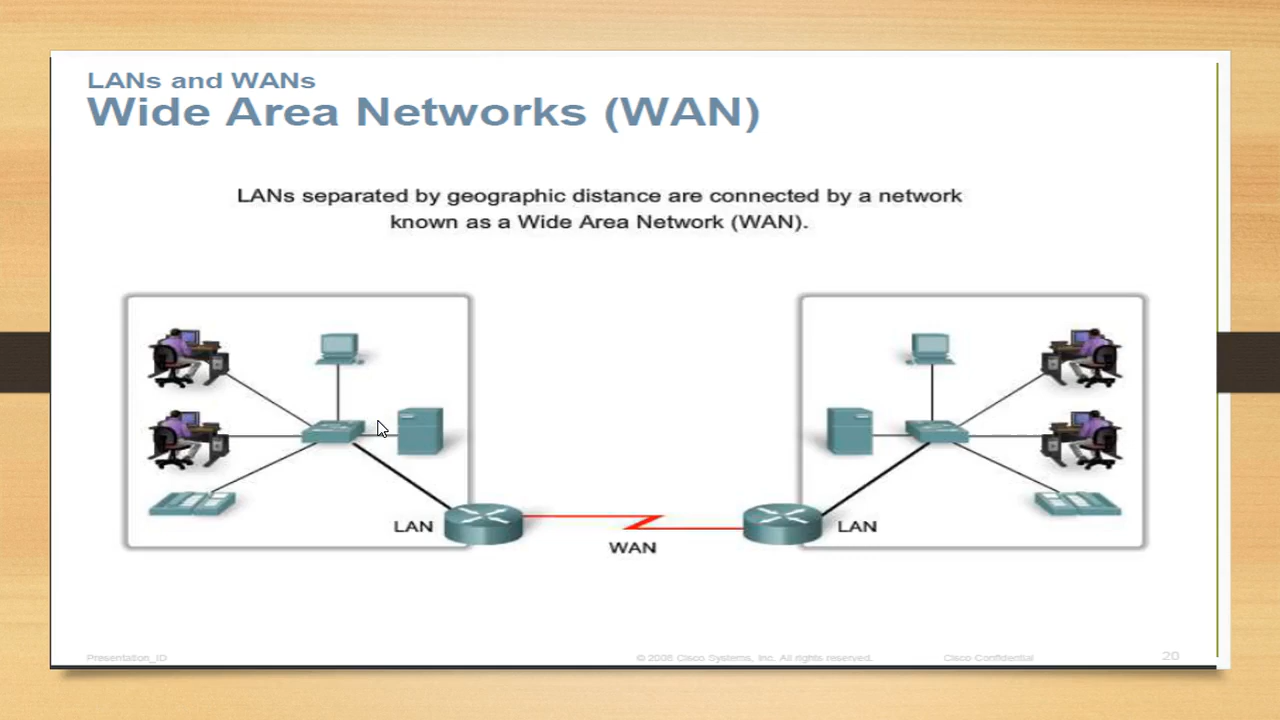 LANs and WANs
Wide Area Networks (WAN)
LANs separated by geographic distance are connected by a network
known as a Wide Area Network (WAN).
LAN
WAN
LAN
Presentation_ID
© 2008 Cisco Systems, Inc. All rights reserved.
Cisco Confidential
20